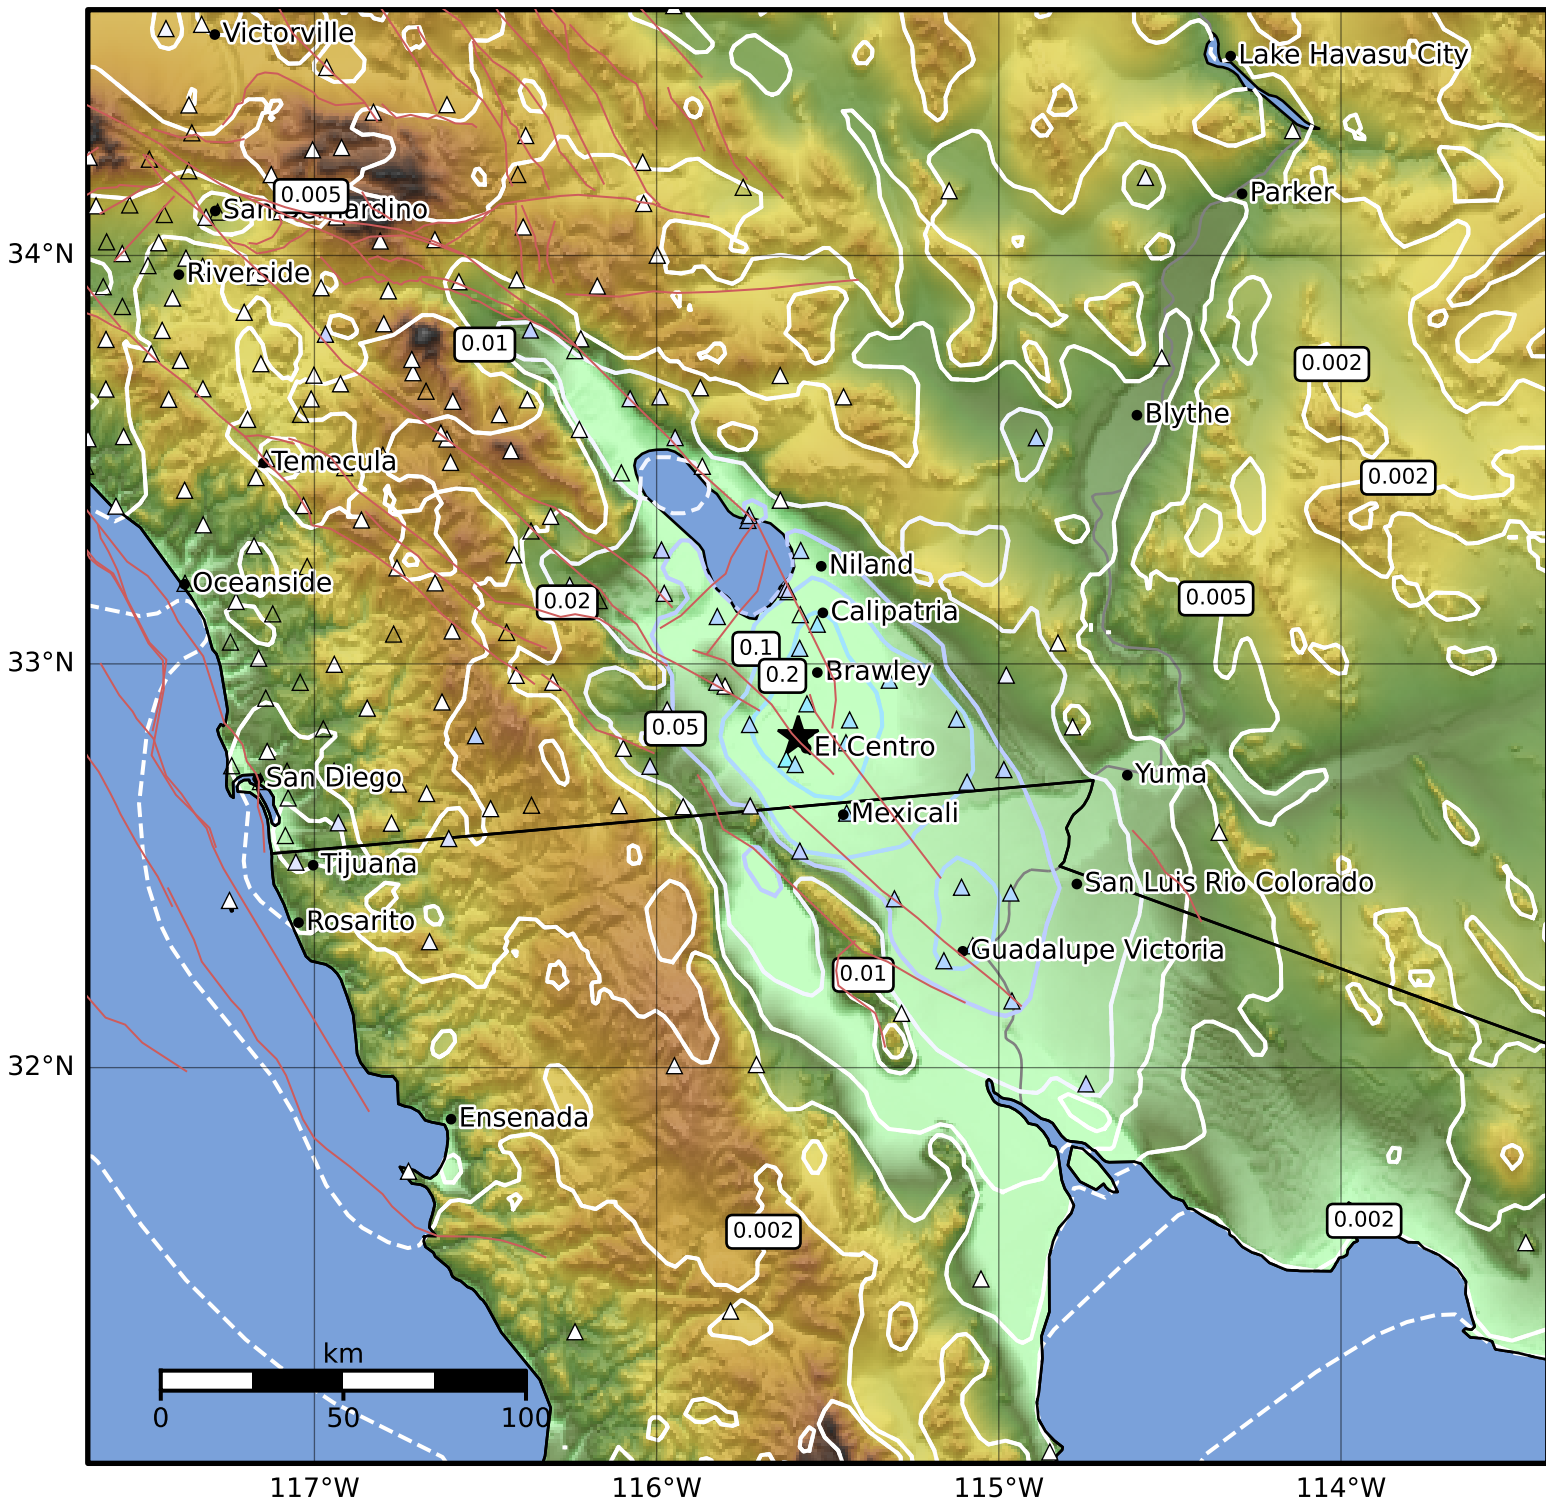 Victorville
Lake Havasu City
0.005
Parker
San Bernardino
34°N
Riverside
0.01
0.002
Blythe
Temecula
0.002
Niland
Oceanside
0.02
0.005
Calipatria
0.1
33°N
0.2
Brawley
0.05
El Centro
San Diego
Yuma
Mexicali
Tijuana
San Luis Rio Colorado
Rosarito
Guadalupe Victoria
0.01
32°N
Ensenada
0.002
0.002
km
0 50 100
117°W 116°W 115°W 114°W